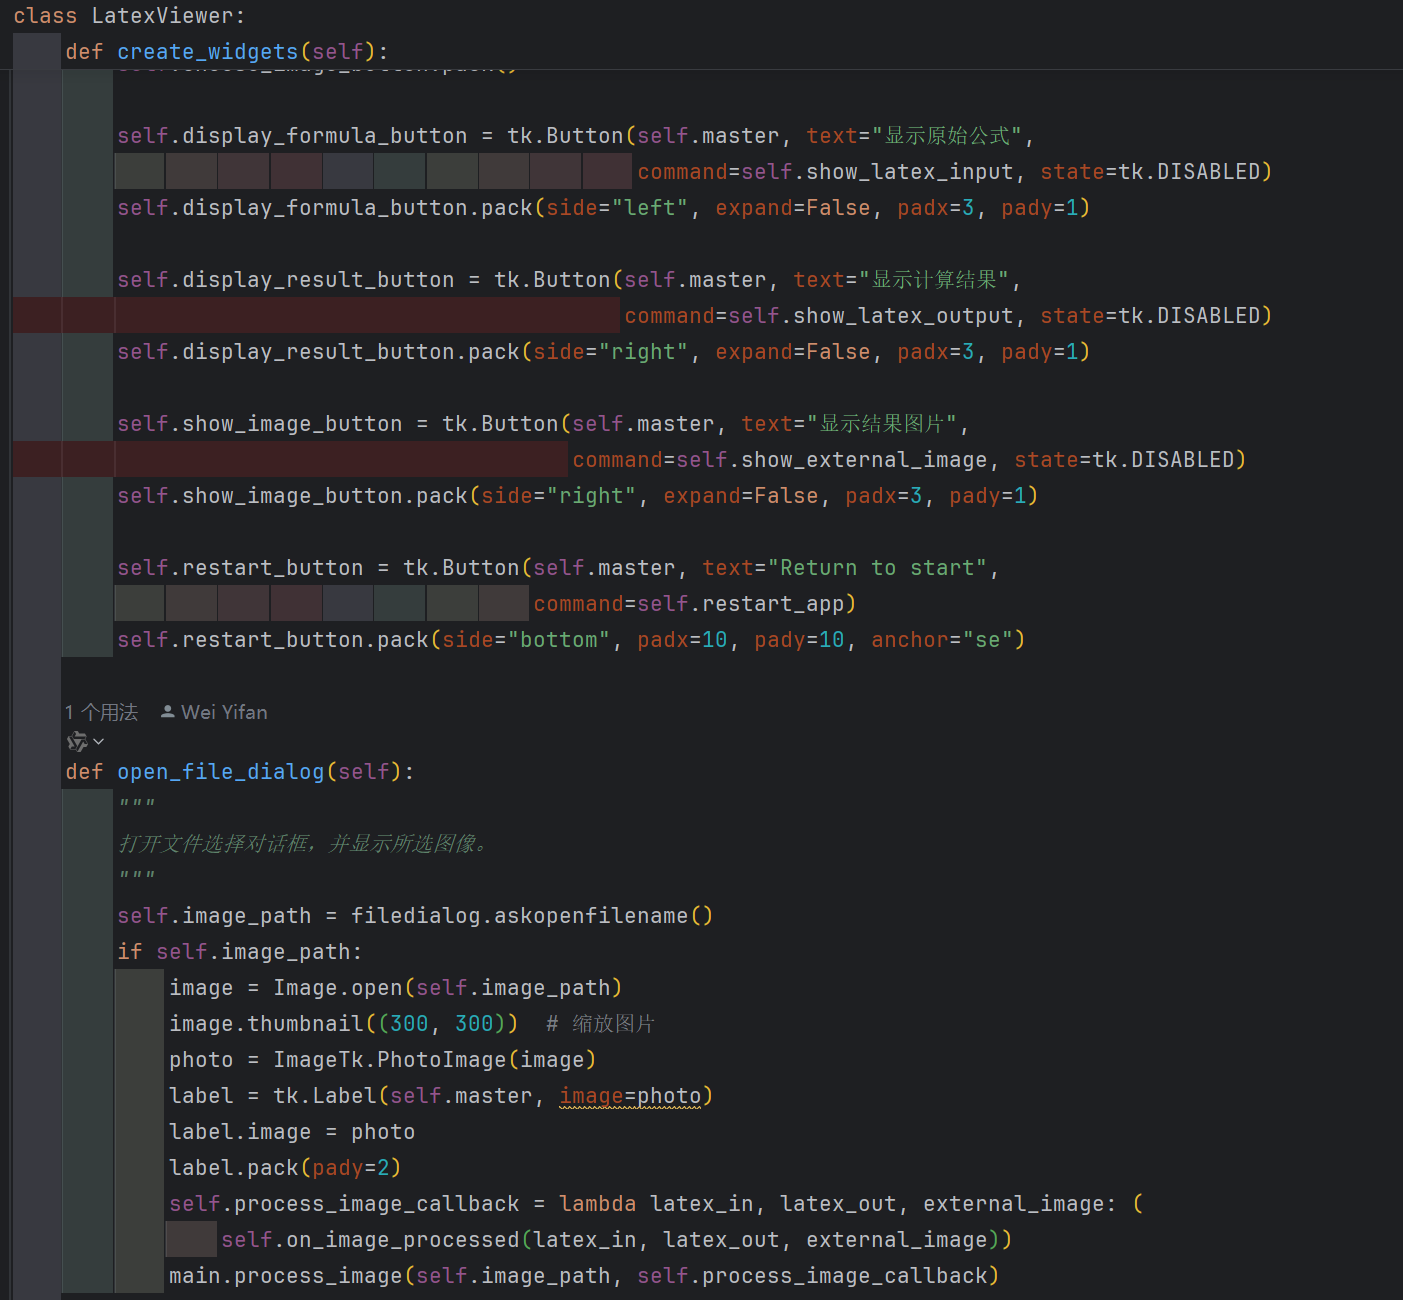 class LatexViewer:
    def create_widgets(self):
        self.display_formula_button = tk.Button(self.master, text="显示原始公式",
                                                command=self.show_latex_input, state=tk.DISABLED)
        self.display_formula_button.pack(side="left", expand=False, padx=3, pady=1)
        self.display_result_button = tk.Button(self.master, text="显示计算结果",
                                               command=self.show_latex_output, state=tk.DISABLED)
        self.display_result_button.pack(side="right", expand=False, padx=3, pady=1)
        self.show_image_button = tk.Button(self.master, text="显示结果图片",
                                           command=self.show_external_image, state=tk.DISABLED)
        self.show_image_button.pack(side="right", expand=False, padx=3, pady=1)
        self.restart_button = tk.Button(self.master, text="Return to start",
                                        command=self.restart_app)
        self.restart_button.pack(side="bottom", padx=10, pady=10, anchor="se")
    1 个用法 Wei Yifan
    def open_file_dialog(self):
        """
        打开文件选择对话框，并显示所选图像。
        """
        self.image_path = filedialog.askopenfilename()
        if self.image_path:
            image = Image.open(self.image_path)
            image.thumbnail((300, 300))  # 缩放图片
            photo = ImageTk.PhotoImage(image)
            label = tk.Label(self.master, image=photo)
            label.image = photo
            label.pack(pady=2)
            self.process_image_callback = lambda latex_in, latex_out, external_image: (
                self.on_image_processed(latex_in, latex_out, external_image))
            main.process_image(self.image_path, self.process_image_callback)